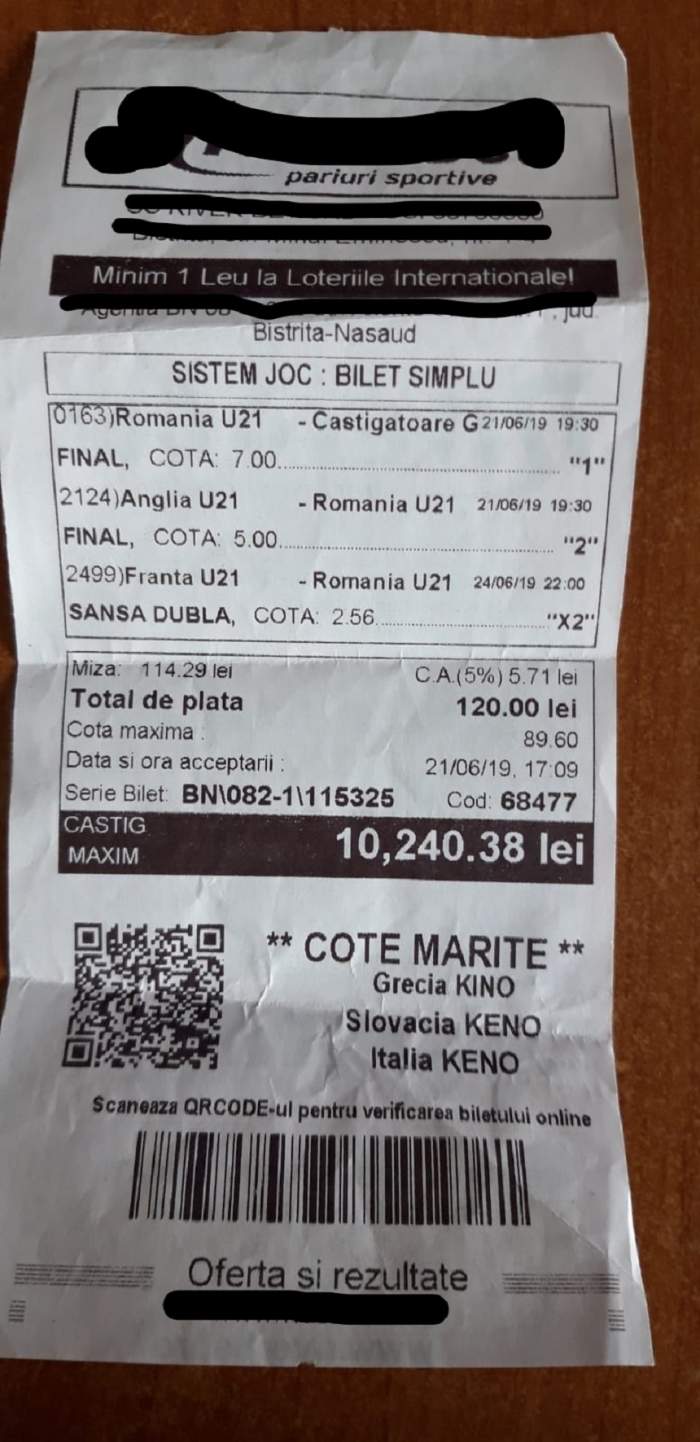 pariuri sportive
Minim 1 Leu la Loteriile Internationale!
, jud.
Bistrita-Nasaud
SISTEM JOC : BILET SIMPLU
0163)Romania U21 - Castigatoare G 21/06/19 19:30
FINAL, COTA: 7.00 "1"
2124)Anglia U21 - Romania U21 21/06/19 19:30
FINAL, COTA: 5.00 "2"
2499)Franta U21 - Romania U21 24/06/19 22:00
SANSA DUBLA, COTA: 2.56 "X2"
Miza: 114.29 lei C.A.(5%) 5.71 lei
Total de plata 120.00 lei
Cota maxima : 89.60
Data si ora acceptarii : 21/06/19, 17:09
Serie Bilet: BN\082-1\115325 Cod: 68477
CASTIG
MAXIM 10,240.38 lei
** COTE MARITE **
Grecia KINO
Slovacia KENO
Italia KENO
Scaneaza QRCODE-ul pentru verificarea biletului online
Oferta si rezultate